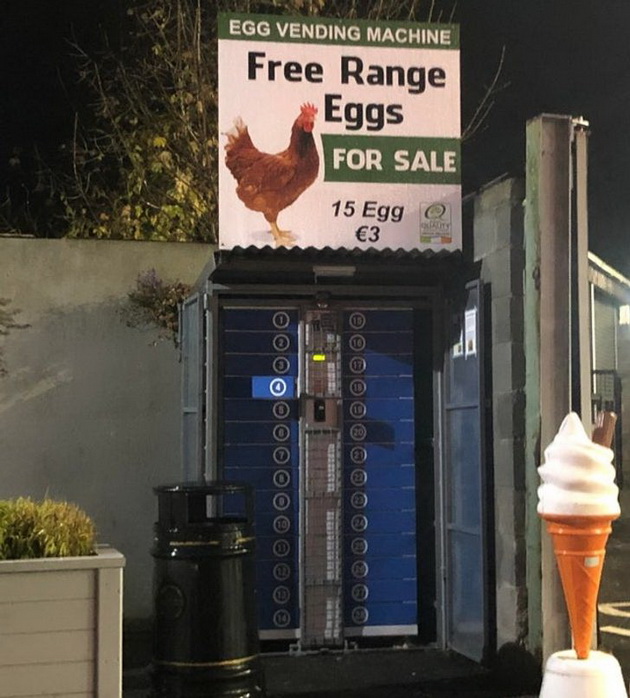 EGG VENDING MACHINE
Free Range
Eggs
FOR SALE
15 Egg
€3
QUALITY
1 15
2 16
3 17
4 18
5 19
6 20
7 21
8 22
9 23
10 24
11 25
12 26
13 27
14 28